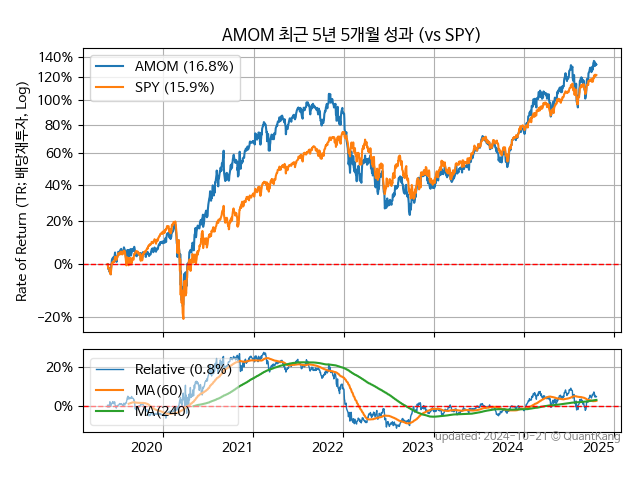 AMOM 최근 5년 5개월 성과 (vs SPY)
Rate of Return (TR: 배당재투자, Log)
140%
120%
100%
80%
60%
40%
20%
0%
−20%
AMOM (16.8%)
SPY (15.9%)
20%
0%
Relative (0.8%)
MA(60)
MA(240)
2020 2021 2022 2023 2024 2025
updated: 2024-10-21 © QuantKang